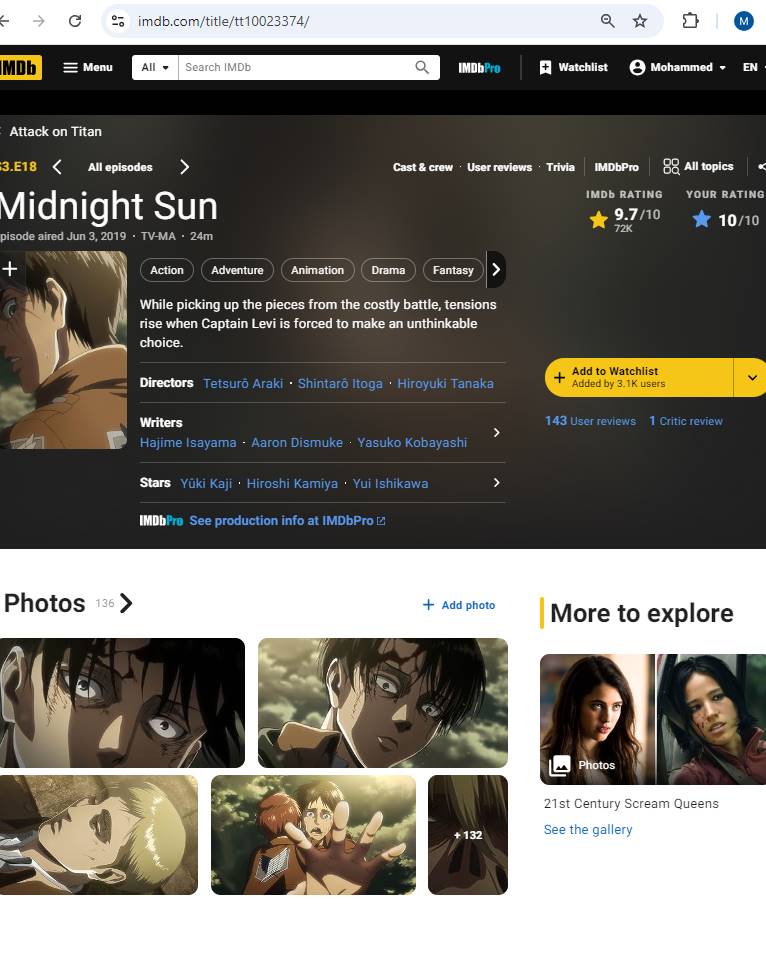 imdb.com/title/tt10023374/
M
IMDb
Menu
All
Search IMDb
IMDbPro
Watchlist
Mohammed
EN
Attack on Titan
S3.E18
All episodes
Cast & crew · User reviews · Trivia
IMDbPro
All topics
Midnight Sun
pisode aired Jun 3, 2019 · TV-MA · 24m
IMDb RATING
9.7/10
72K
YOUR RATING
10/10
Action
Adventure
Animation
Drama
Fantasy
While picking up the pieces from the costly battle, tensions
rise when Captain Levi is forced to make an unthinkable
choice.
Directors Tetsurô Araki · Shintarô Itoga · Hiroyuki Tanaka
Writers
Hajime Isayama · Aaron Dismuke · Yasuko Kobayashi
Stars Yûki Kaji · Hiroshi Kamiya · Yui Ishikawa
IMDbPro See production info at IMDbPro
+ Add to Watchlist
Added by 3.1K users
143 User reviews 1 Critic review
Photos 136
+ Add photo
+ 132
More to explore
Photos
21st Century Scream Queens
See the gallery